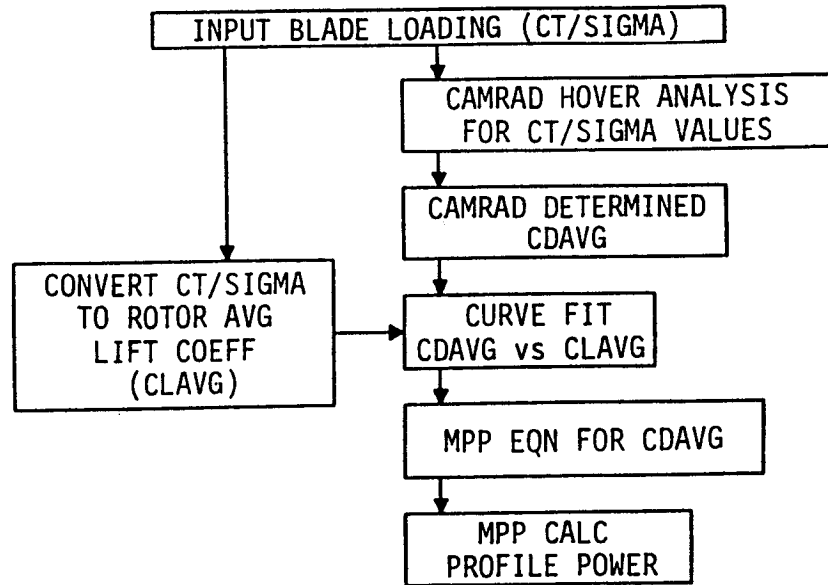 INPUT BLADE LOADING (CT/SIGMA)
CAMRAD HOVER ANALYSIS
FOR CT/SIGMA VALUES
CAMRAD DETERMINED
CDAVG
CONVERT CT/SIGMA
TO ROTOR AVG
LIFT COEFF
(CLAVG)
CURVE FIT
CDAVG vs CLAVG
MPP EQN FOR CDAVG
MPP CALC
PROFILE POWER